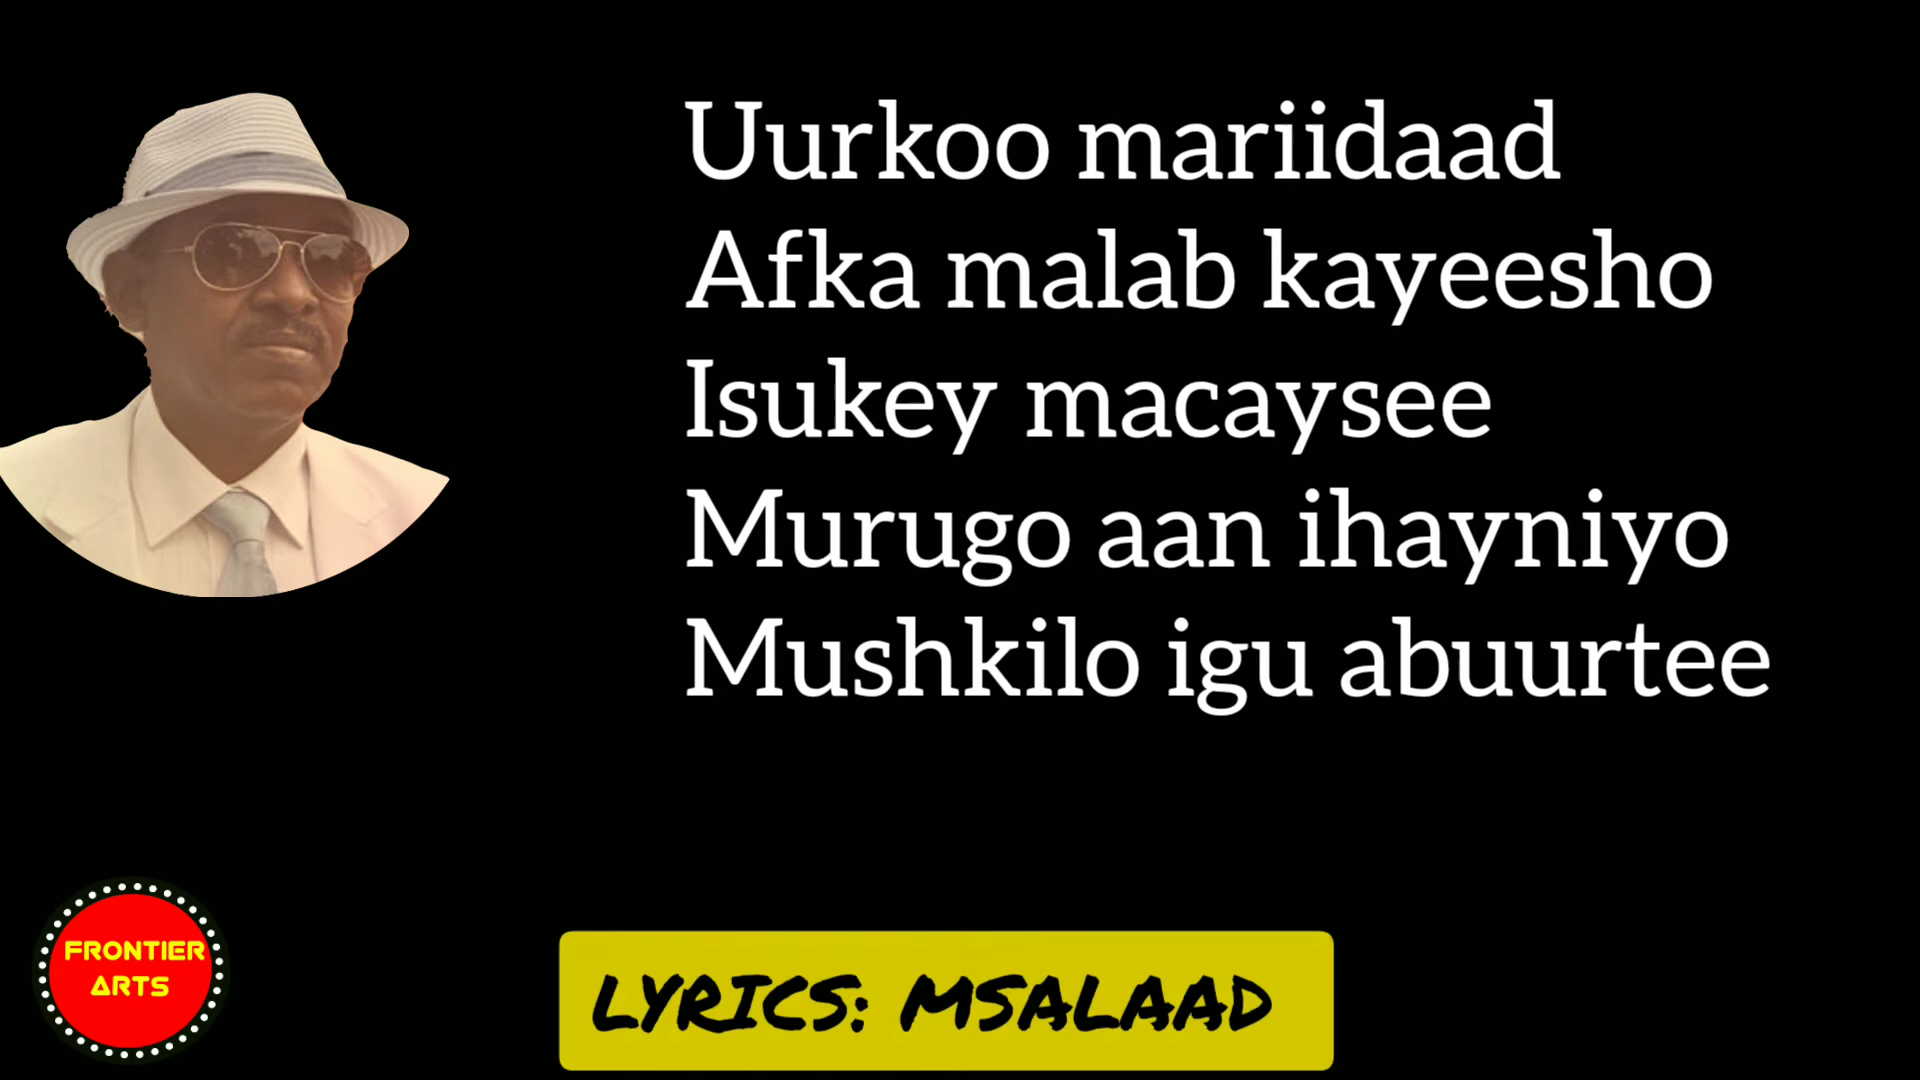 Uurkoo mariidaad
Afka malab kayeesho
Isukey macaysee
Murugo aan ihayniyo
Mushkilo igu abuurtee
FRONTIER
ARTS
LYRICS: MSALAAD